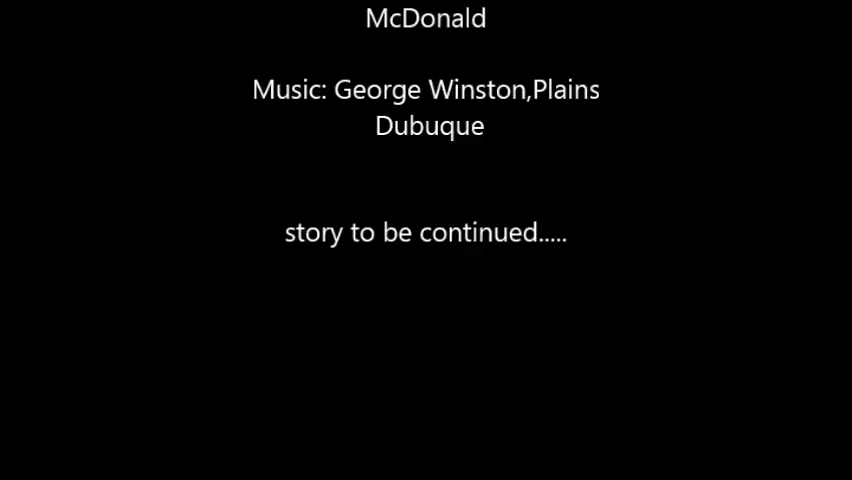 McDonald
Music: George Winston,Plains
Dubuque
story to be continued.....